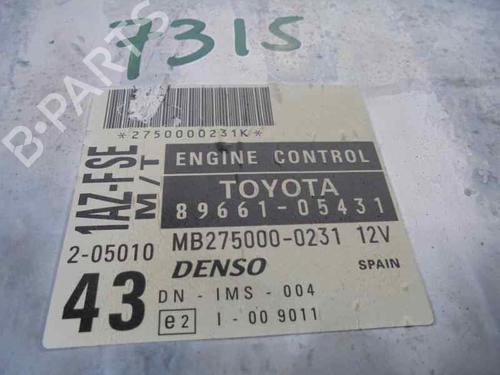 7315
B-PARTS
*2750000231K*
1AZ-FSE
M/T
ENGINE CONTROL
TOYOTA
89661-05431
2-05010
MB275000-0231 12V
DENSO
SPAIN
43
DN - IMS - 004
e2
I - 00 9011